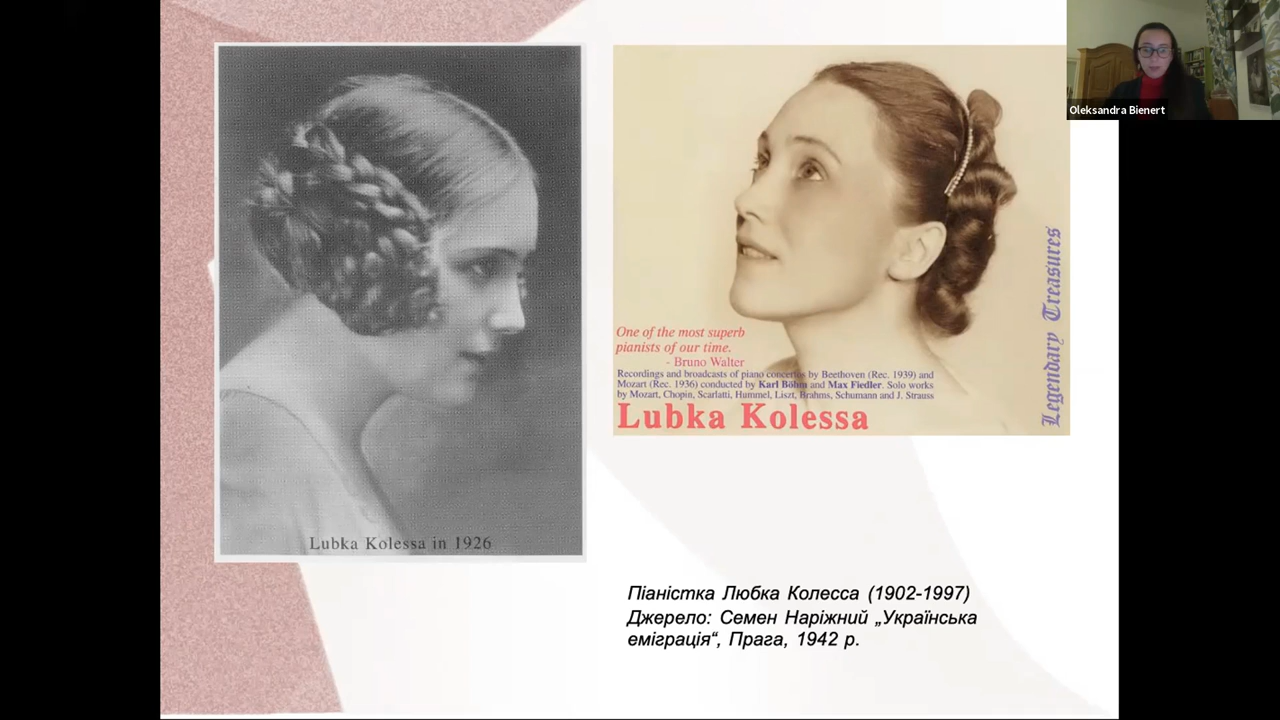 Oleksandra Bienert
One of the most superb
pianists of our time.
- Bruno Walter
Recordings and broadcasts of piano concertos by Beethoven (Rec. 1939) and
Mozart (Rec. 1936) conducted by Karl Böhm and Max Fiedler. Solo works
by Mozart, Chopin, Scarlatti, Hummel, Liszt, Brahms, Schumann and J. Strauss
Lubka Kolessa
Legendary Treasures
Lubka Kolessa in 1926
Піаністка Любка Колесса (1902-1997)
Джерело: Семен Наріжний „Українська
еміграція“, Прага, 1942 р.